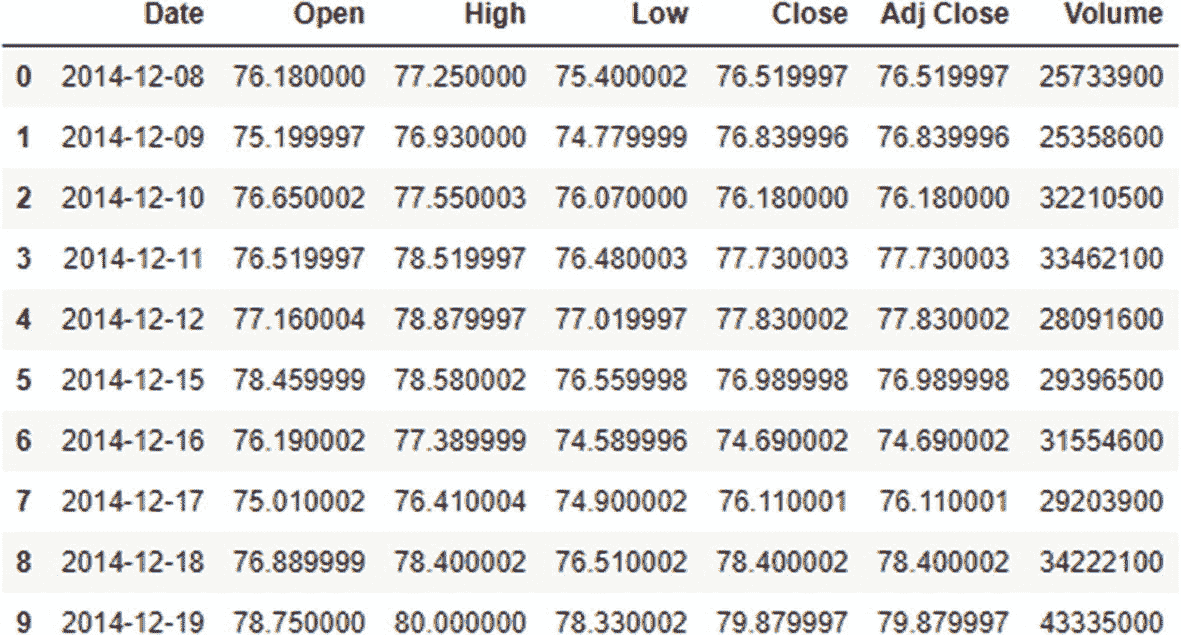 Date Open High Low Close Adj Close Volume
0 2014-12-08 76.180000 77.250000 75.400002 76.519997 76.519997 25733900
1 2014-12-09 75.199997 76.930000 74.779999 76.839996 76.839996 25358600
2 2014-12-10 76.650002 77.550003 76.070000 76.180000 76.180000 32210500
3 2014-12-11 76.519997 78.519997 76.480003 77.730003 77.730003 33462100
4 2014-12-12 77.160004 78.879997 77.019997 77.830002 77.830002 28091600
5 2014-12-15 78.459999 78.580002 76.559998 76.989998 76.989998 29396500
6 2014-12-16 76.190002 77.389999 74.589996 74.690002 74.690002 31554600
7 2014-12-17 75.010002 76.410004 74.900002 76.110001 76.110001 29203900
8 2014-12-18 76.889999 78.400002 76.510002 78.400002 78.400002 34222100
9 2014-12-19 78.750000 80.000000 78.330002 79.879997 79.879997 43335000